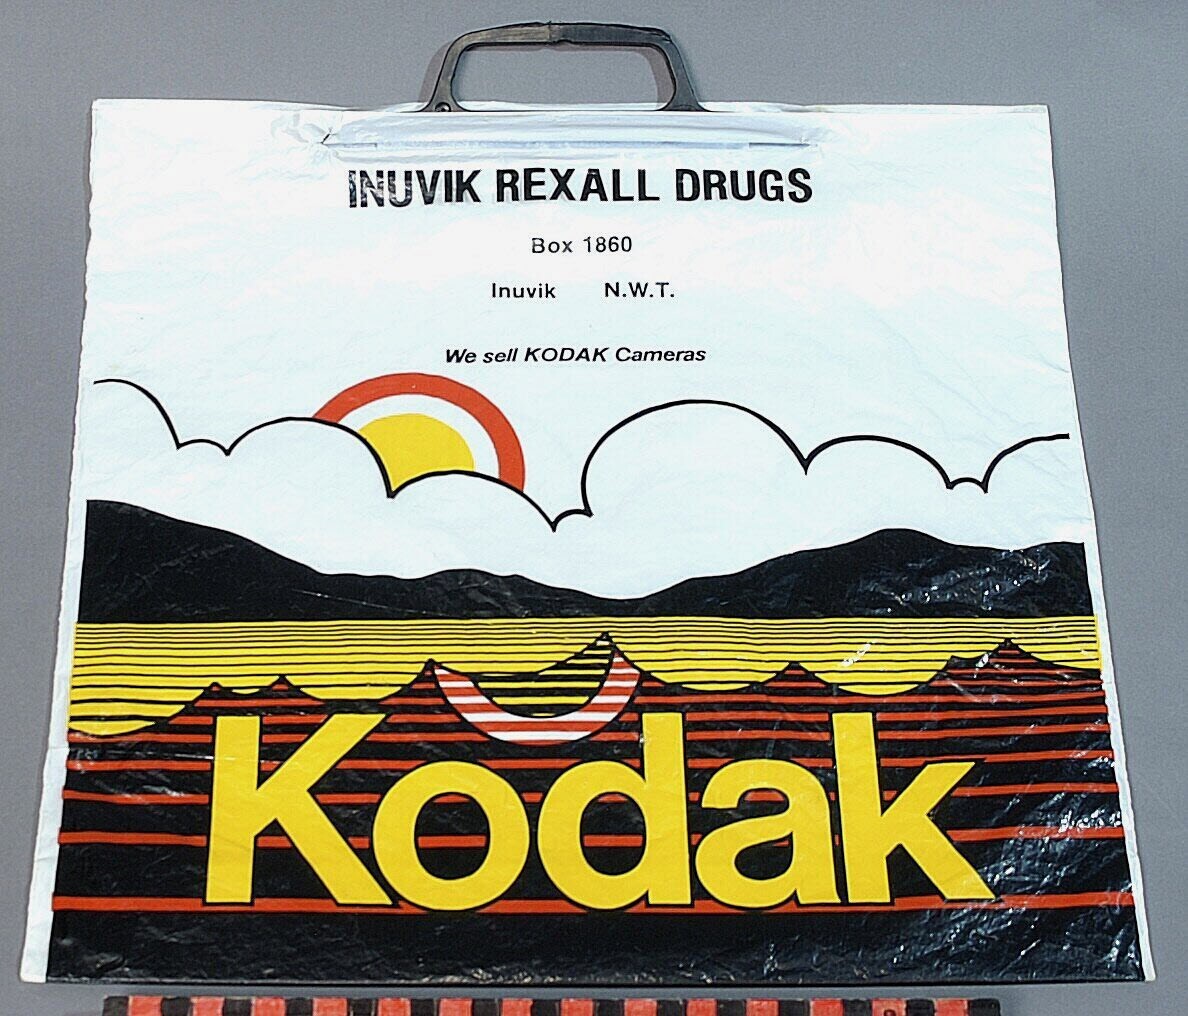 INUVIK REXALL DRUGS
Box 1860
Inuvik N.W.T.
We sell KODAK Cameras
Kodak